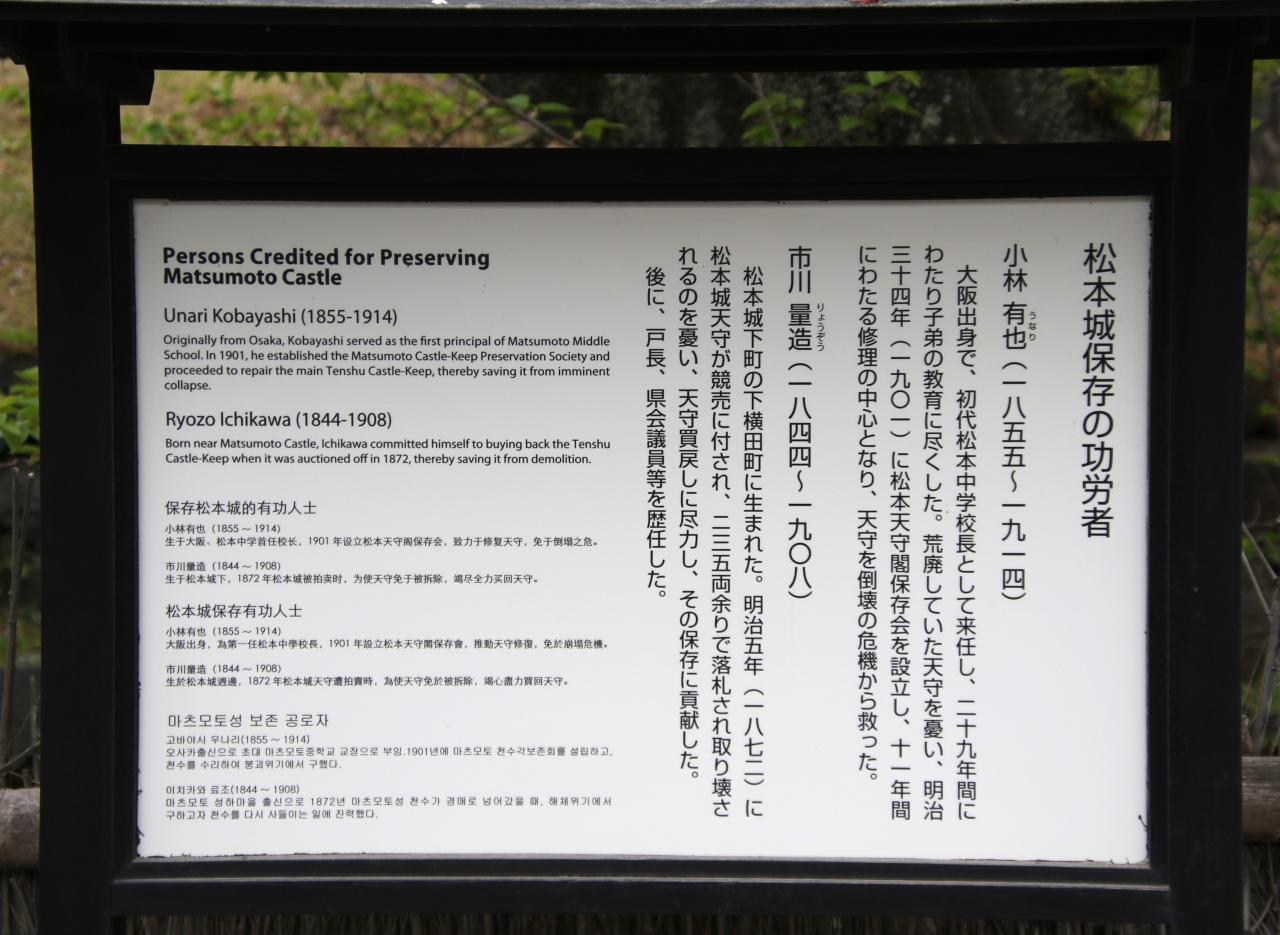 松本城保存の功労者
小林 有也（一八五五～一九一四）
うなり
大阪出身で、初代松本中学校長として来任し、二十九年間に
わたり子弟の教育に尽くした。荒廃していた天守を憂い、明治
三十四年（一九〇一）に松本天守閣保存会を設立し、十一年間
にわたる修理の中心となり、天守を倒壊の危機から救った。
市川 量造（一八四四～一九〇八）
りょうぞう
松本城下町の下横田町に生まれた。明治五年（一八七二）に
松本城天守が競売に付され、二三五両余りで落札され取り壊さ
れるのを憂い、天守買戻しに尽力し、その保存に貢献した。
後に、戸長、県会議員等を歴任した。
Persons Credited for Preserving
Matsumoto Castle
Unari Kobayashi (1855-1914)
Originally from Osaka, Kobayashi served as the first principal of Matsumoto Middle
School. In 1901, he established the Matsumoto Castle-Keep Preservation Society and
proceeded to repair the main Tenshu Castle-Keep, thereby saving it from imminent
collapse.
Ryozo Ichikawa (1844-1908)
Born near Matsumoto Castle, Ichikawa committed himself to buying back the Tenshu
Castle-Keep when it was auctioned off in 1872, thereby saving it from demolition.
保存松本城的有功人士
小林有也（1855～1914）
生于大阪、松本中学首任校长，1901年设立松本天守阁保存会，致力于修复天守，免于倒塌之危。
市川量造（1844～1908）
生于松本城下，1872年松本城被拍卖时，为使天守免于被拆除，竭尽全力买回天守。
松本城保存有功人士
小林有也（1855～1914）
大阪出身，為第一任松本中學校長，1901年設立松本天守閣保存會，推動天守修復，免於崩塌危機。
市川量造（1844～1908）
生於松本城週邊，1872年松本城天守遭拍賣時，為使天守免於被拆除，竭心盡力買回天守。
마츠모토성 보존 공로자
고바야시 우나리(1855～1914)
오사카출신으로 초대 마츠모토중학교 교장으로 부임.1901년에 마츠모토 천수각보존회를 설립하고,
천수를 수리하여 붕괴위기에서 구했다.
이치카와 료조(1844～1908)
마츠모토 성하마을 출신으로 1872년 마츠모토성 천수가 경매로 넘어갔을 때, 해체위기에서
구하고자 천수를 다시 사들이는 일에 진력했다.